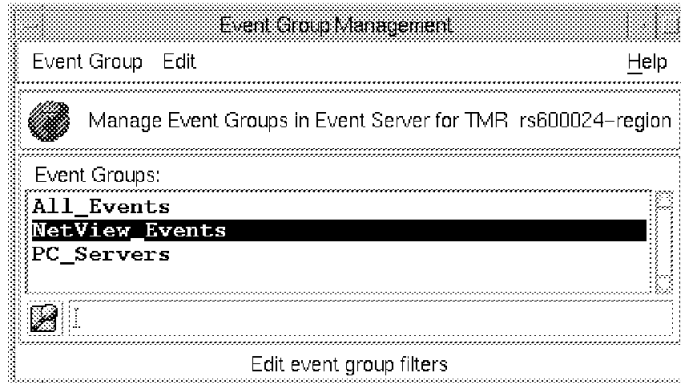 Event Group Management
Event Group Edit Help
Manage Event Groups in Event Server for TMR rs600024-region
Event Groups:
All_Events
NetView_Events
PC_Servers
Edit event group filters